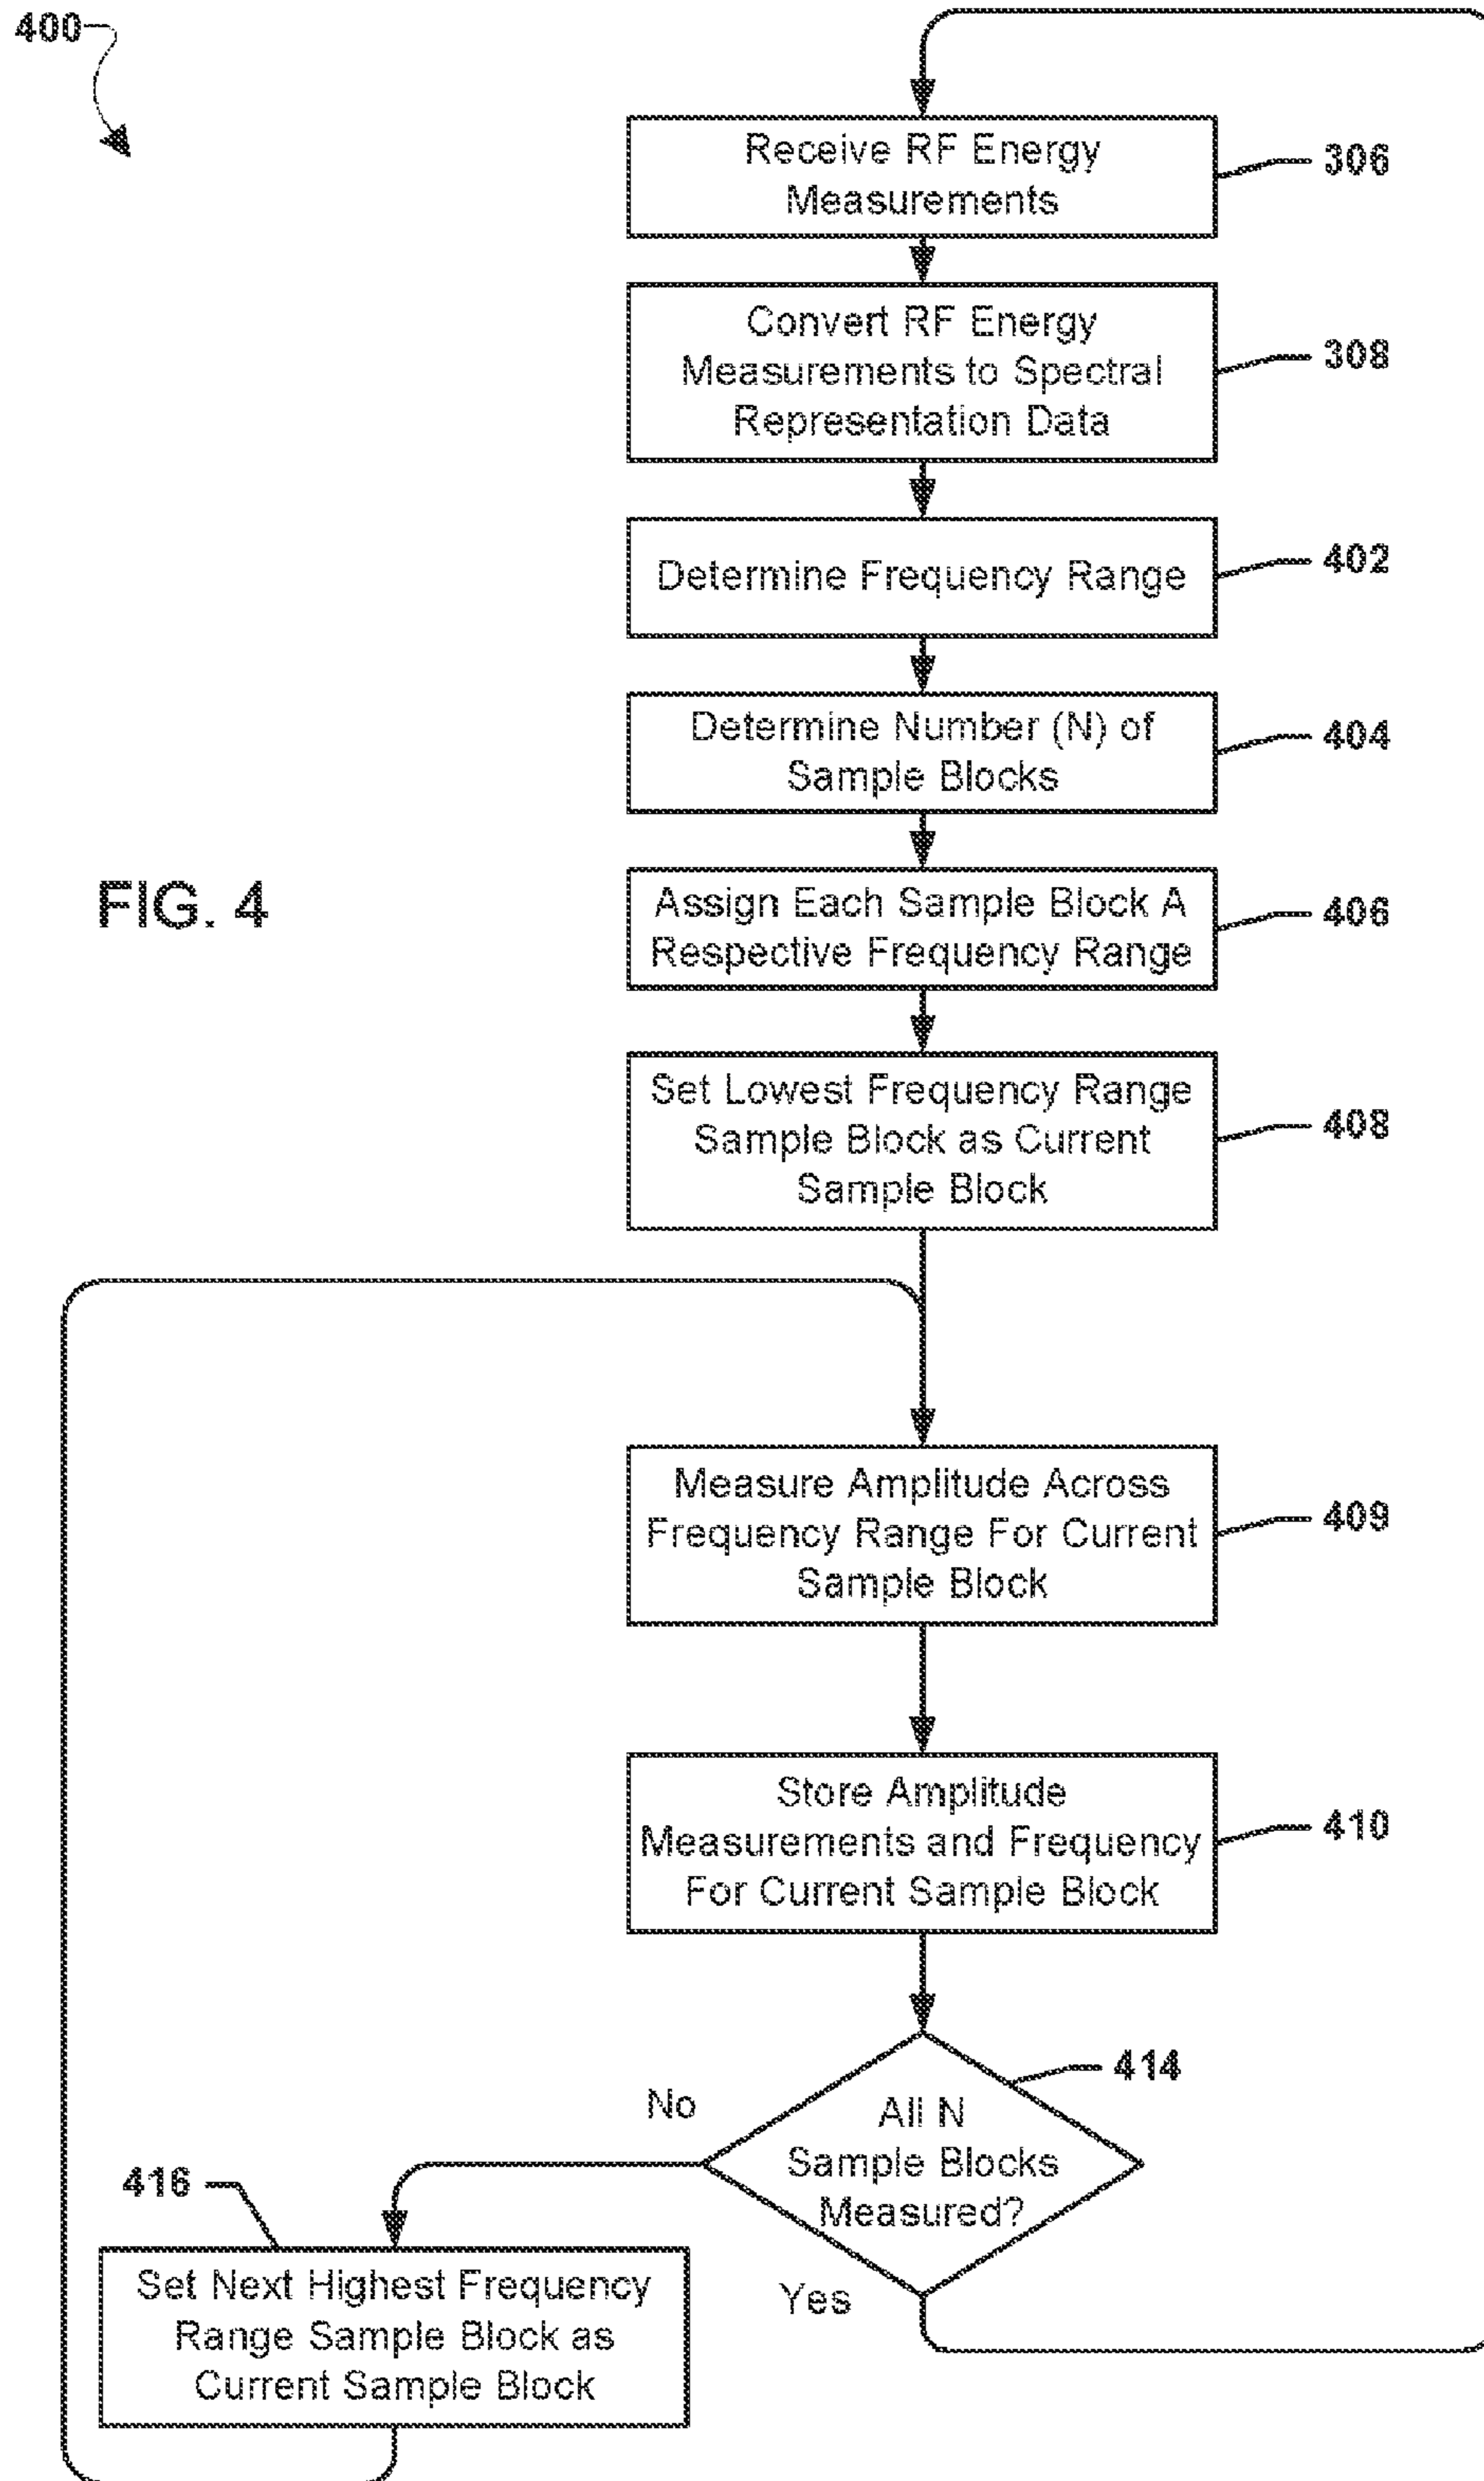 400
Receive RF Energy
Measurements
306
Convert RF Energy
Measurements to Spectral
Representation Data
308
Determine Frequency Range
402
Determine Number (N) of
Sample Blocks
404
FIG. 4
Assign Each Sample Block A
Respective Frequency Range
406
Set Lowest Frequency Range
Sample Block as Current
Sample Block
408
Measure Amplitude Across
Frequency Range For Current
Sample Block
409
Store Amplitude
Measurements and Frequency
For Current Sample Block
410
All N
Sample Blocks
Measured?
414
No
Yes
416
Set Next Highest Frequency
Range Sample Block as
Current Sample Block